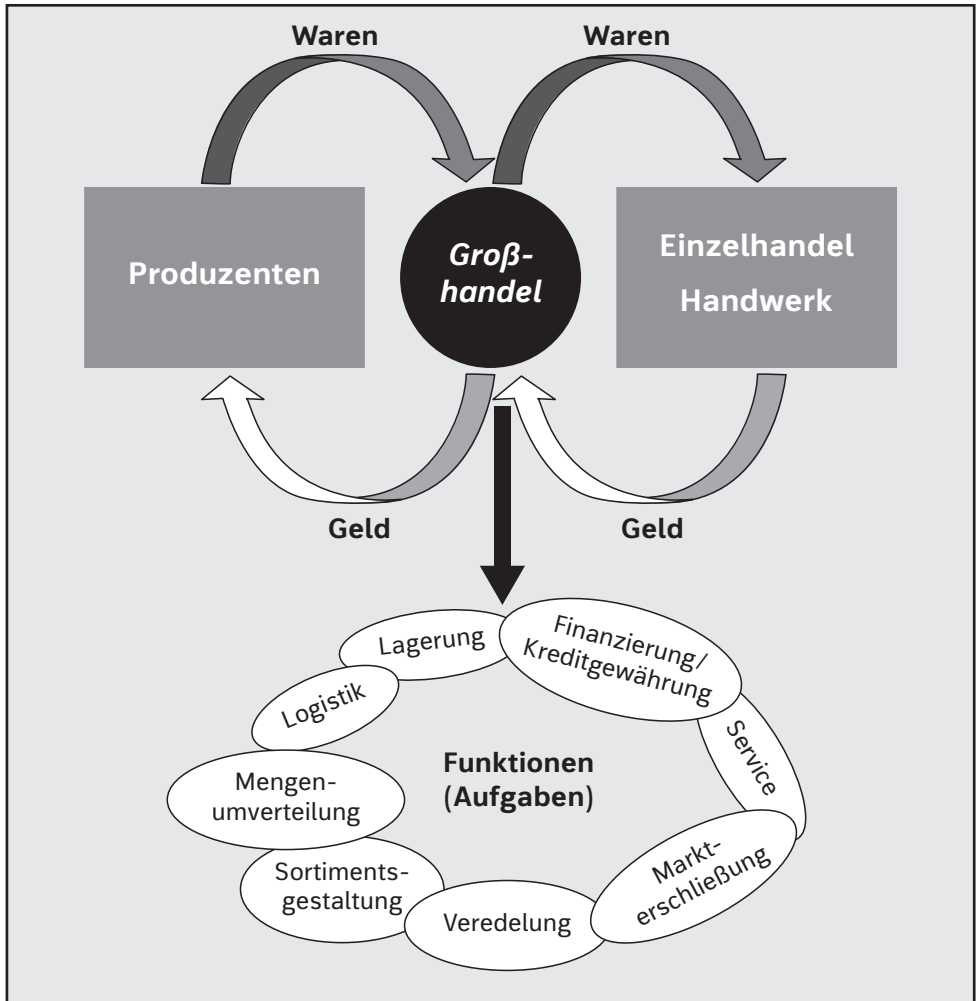 Waren
Waren
Produzenten
Groß-
handel
Einzelhandel
Handwerk
Geld
Geld
Lagerung
Finanzierung/
Kreditgewährung
Logistik
Service
Funktionen
(Aufgaben)
Mengen-
umverteilung
Markt-
erschließung
Sortiments-
gestaltung
Veredelung